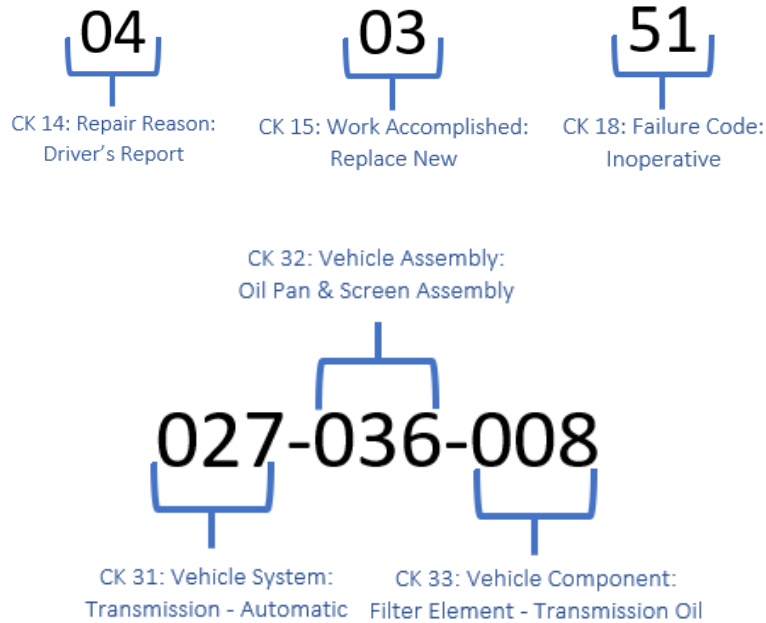 04
03
51
CK 14: Repair Reason:
Driver's Report
CK 15: Work Accomplished:
Replace New
CK 18: Failure Code:
Inoperative
CK 32: Vehicle Assembly:
Oil Pan & Screen Assembly
027-036-008
CK 31: Vehicle System:
Transmission - Automatic
CK 33: Vehicle Component:
Filter Element - Transmission Oil